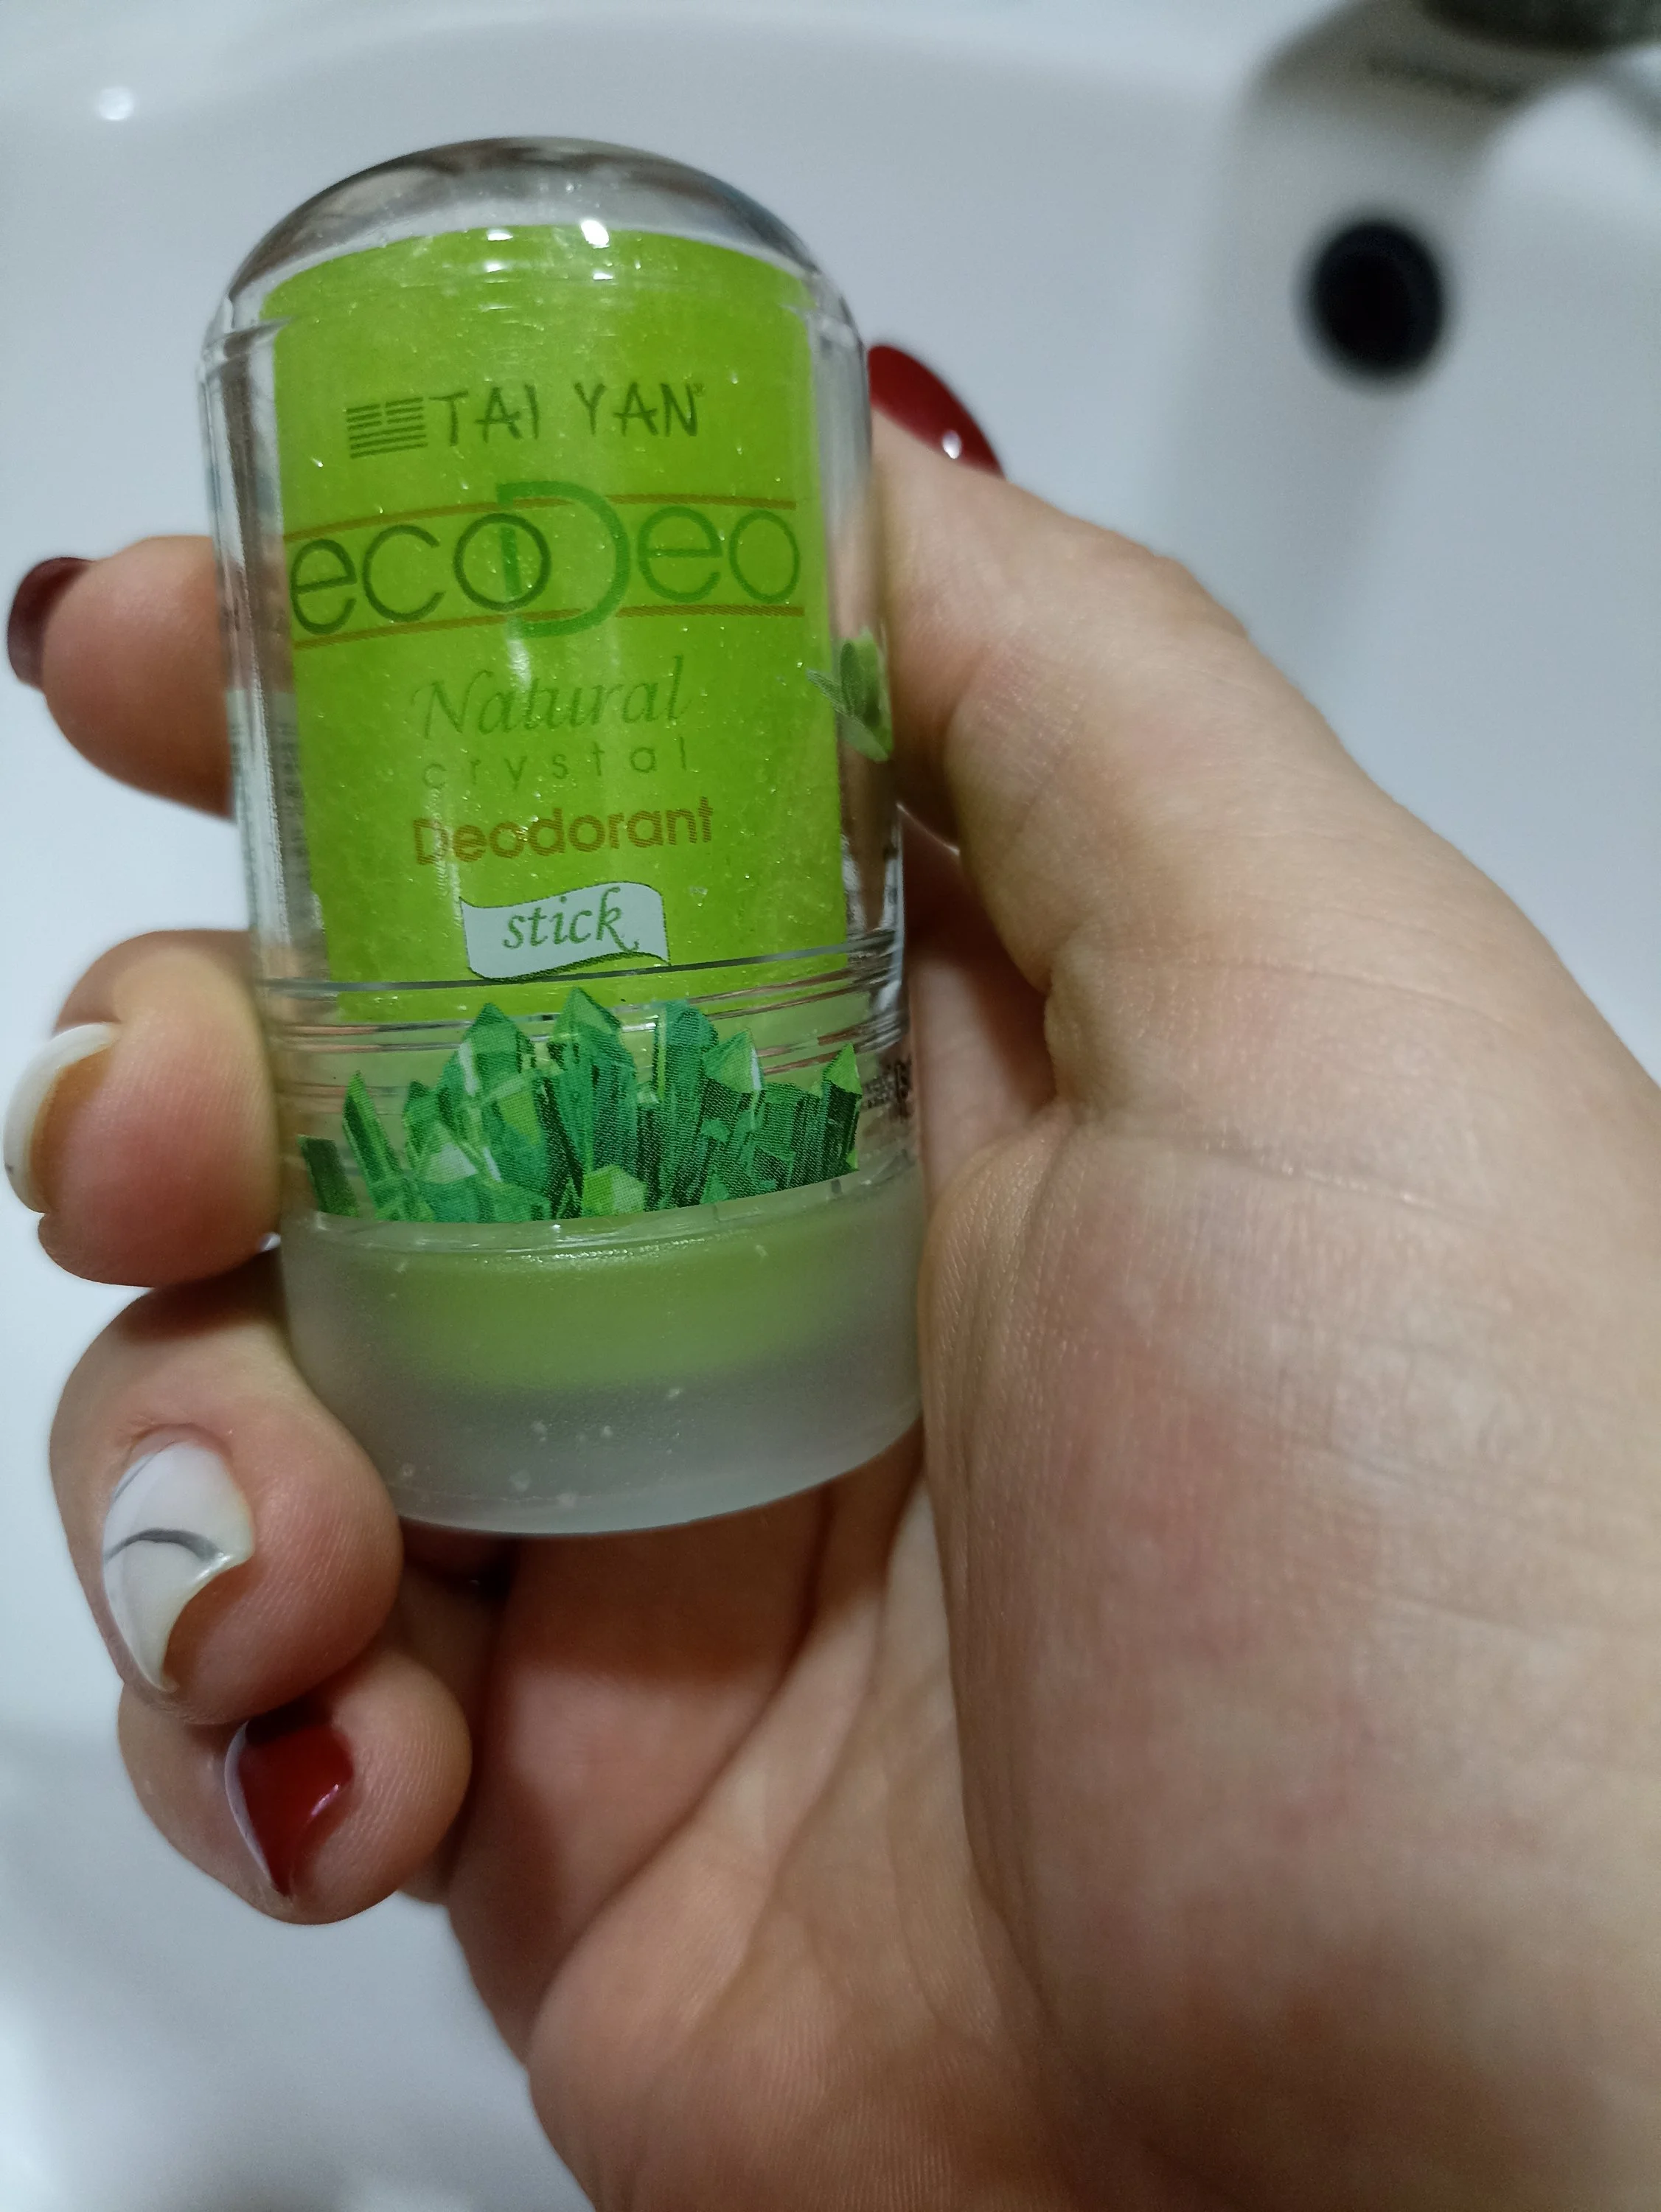 TAI YAN®
ecoDeo
Natural
crystal
Deodorant
stick